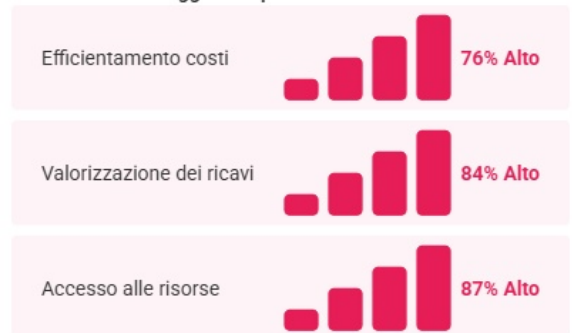 Efficientamento costi 76% Alto
Valorizzazione dei ricavi 84% Alto
Accesso alle risorse 87% Alto